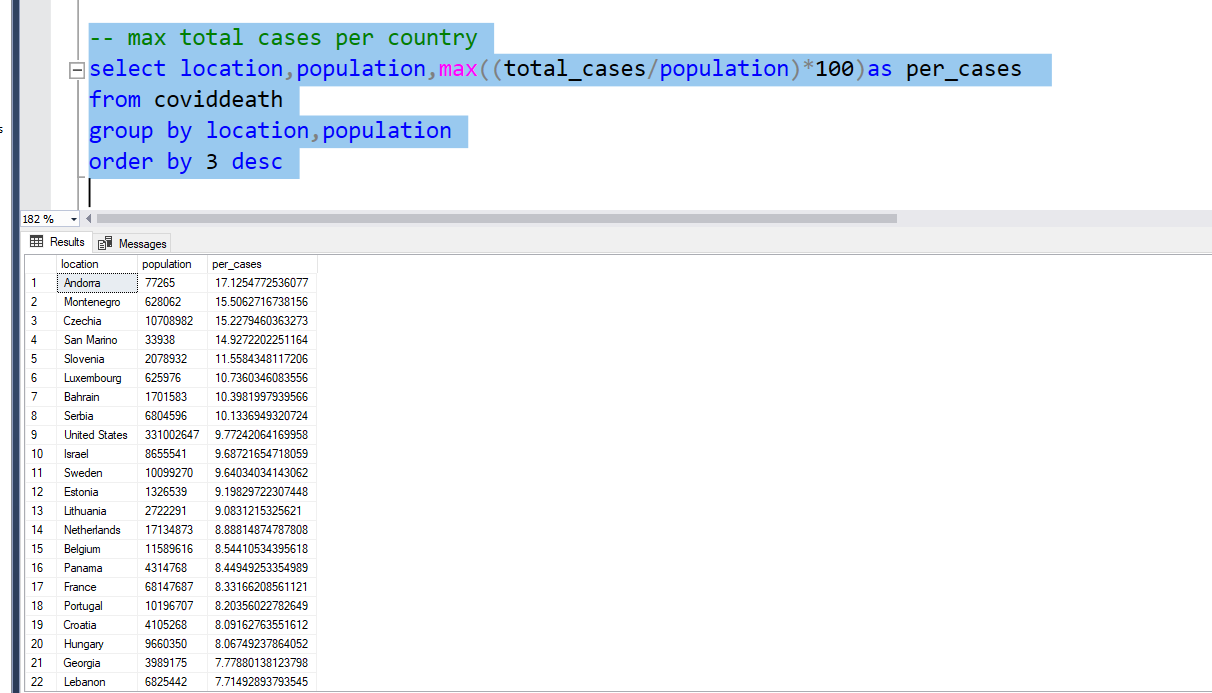 -- max total cases per country
select location,population,max((total_cases/population)*100)as per_cases
from coviddeath
group by location,population
order by 3 desc
s
182 %
Results Messages
location population per_cases
1 Andorra 77265 17.1254772536077
2 Montenegro 628062 15.5062716738156
3 Czechia 10708982 15.2279460363273
4 San Marino 33938 14.9272202251164
5 Slovenia 2078932 11.5584348117206
6 Luxembourg 625976 10.7360346083556
7 Bahrain 1701583 10.3981997939566
8 Serbia 6804596 10.1336949320724
9 United States 331002647 9.77242064169958
10 Israel 8655541 9.68721654718059
11 Sweden 10099270 9.64034034143062
12 Estonia 1326539 9.19829722307448
13 Lithuania 2722291 9.0831215325621
14 Netherlands 17134873 8.88814874787808
15 Belgium 11589616 8.54410534395618
16 Panama 4314768 8.44949253354989
17 France 68147687 8.33166208561121
18 Portugal 10196707 8.20356022782649
19 Croatia 4105268 8.09162763551612
20 Hungary 9660350 8.06749237864052
21 Georgia 3989175 7.77880138123798
22 Lebanon 6825442 7.71492893793545